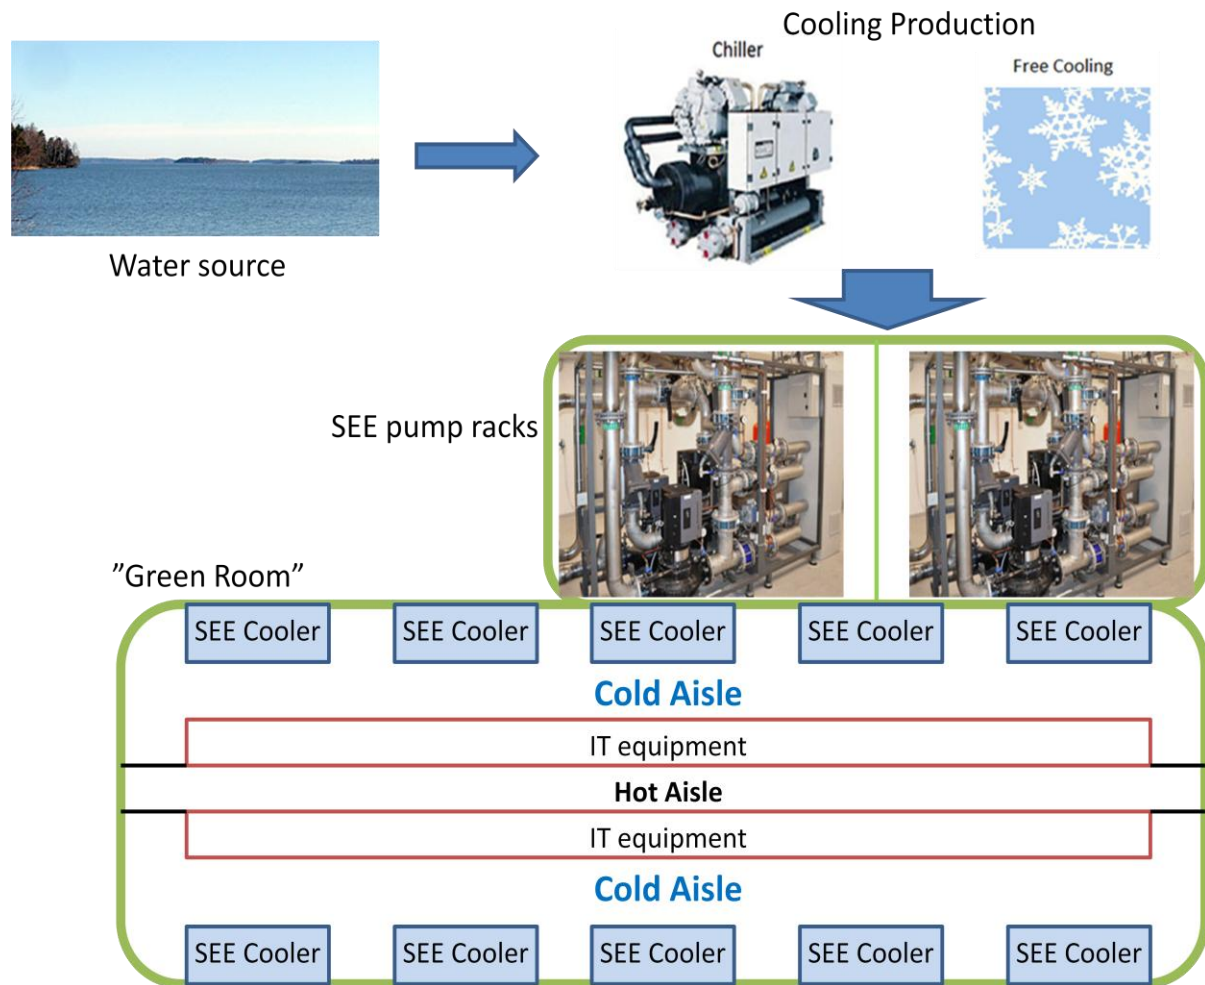 Cooling Production
Chiller
Free Cooling
Water source
SEE pump racks
”Green Room”
SEE Cooler SEE Cooler SEE Cooler SEE Cooler SEE Cooler
Cold Aisle
IT equipment
Hot Aisle
IT equipment
Cold Aisle
SEE Cooler SEE Cooler SEE Cooler SEE Cooler SEE Cooler